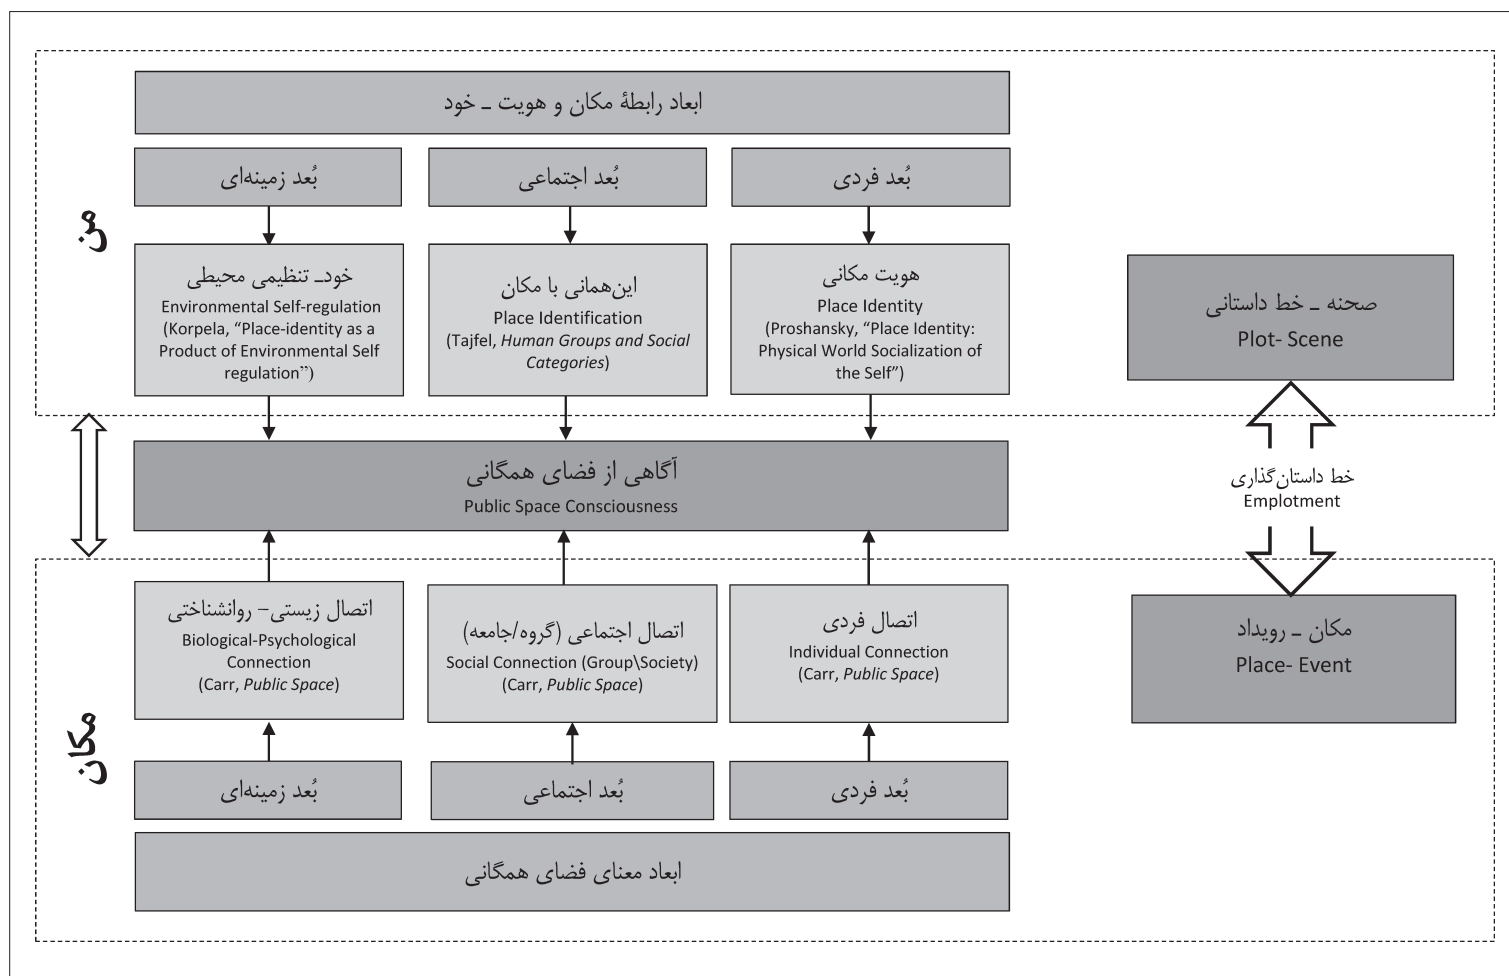 من
ابعاد رابطهٔ مکان و هویت ـ خود
بُعد فردی
بُعد اجتماعی
بُعد زمینه‌ای
هویت مکانی
Place Identity
(Proshansky, “Place Identity:
Physical World Socialization of
the Self”)
این‌همانی با مکان
Place Identification
(Tajfel, Human Groups and Social
Categories)
خودـ تنظیمی محیطی
Environmental Self-regulation
(Korpela, “Place-identity as a
Product of Environmental Self
regulation”)
صحنه ـ خط داستانی
Plot- Scene
آگاهی از فضای همگانی
Public Space Consciousness
خط داستان‌گذاری
Emplotment
مکان
اتصال فردی
Individual Connection
(Carr, Public Space)
اتصال اجتماعی (گروه/جامعه)
Social Connection (Group\Society)
(Carr, Public Space)
اتصال زیستی– روانشناختی
Biological-Psychological
Connection
(Carr, Public Space)
مکان ـ رویداد
Place- Event
بُعد فردی
بُعد اجتماعی
بُعد زمینه‌ای
ابعاد معنای فضای همگانی